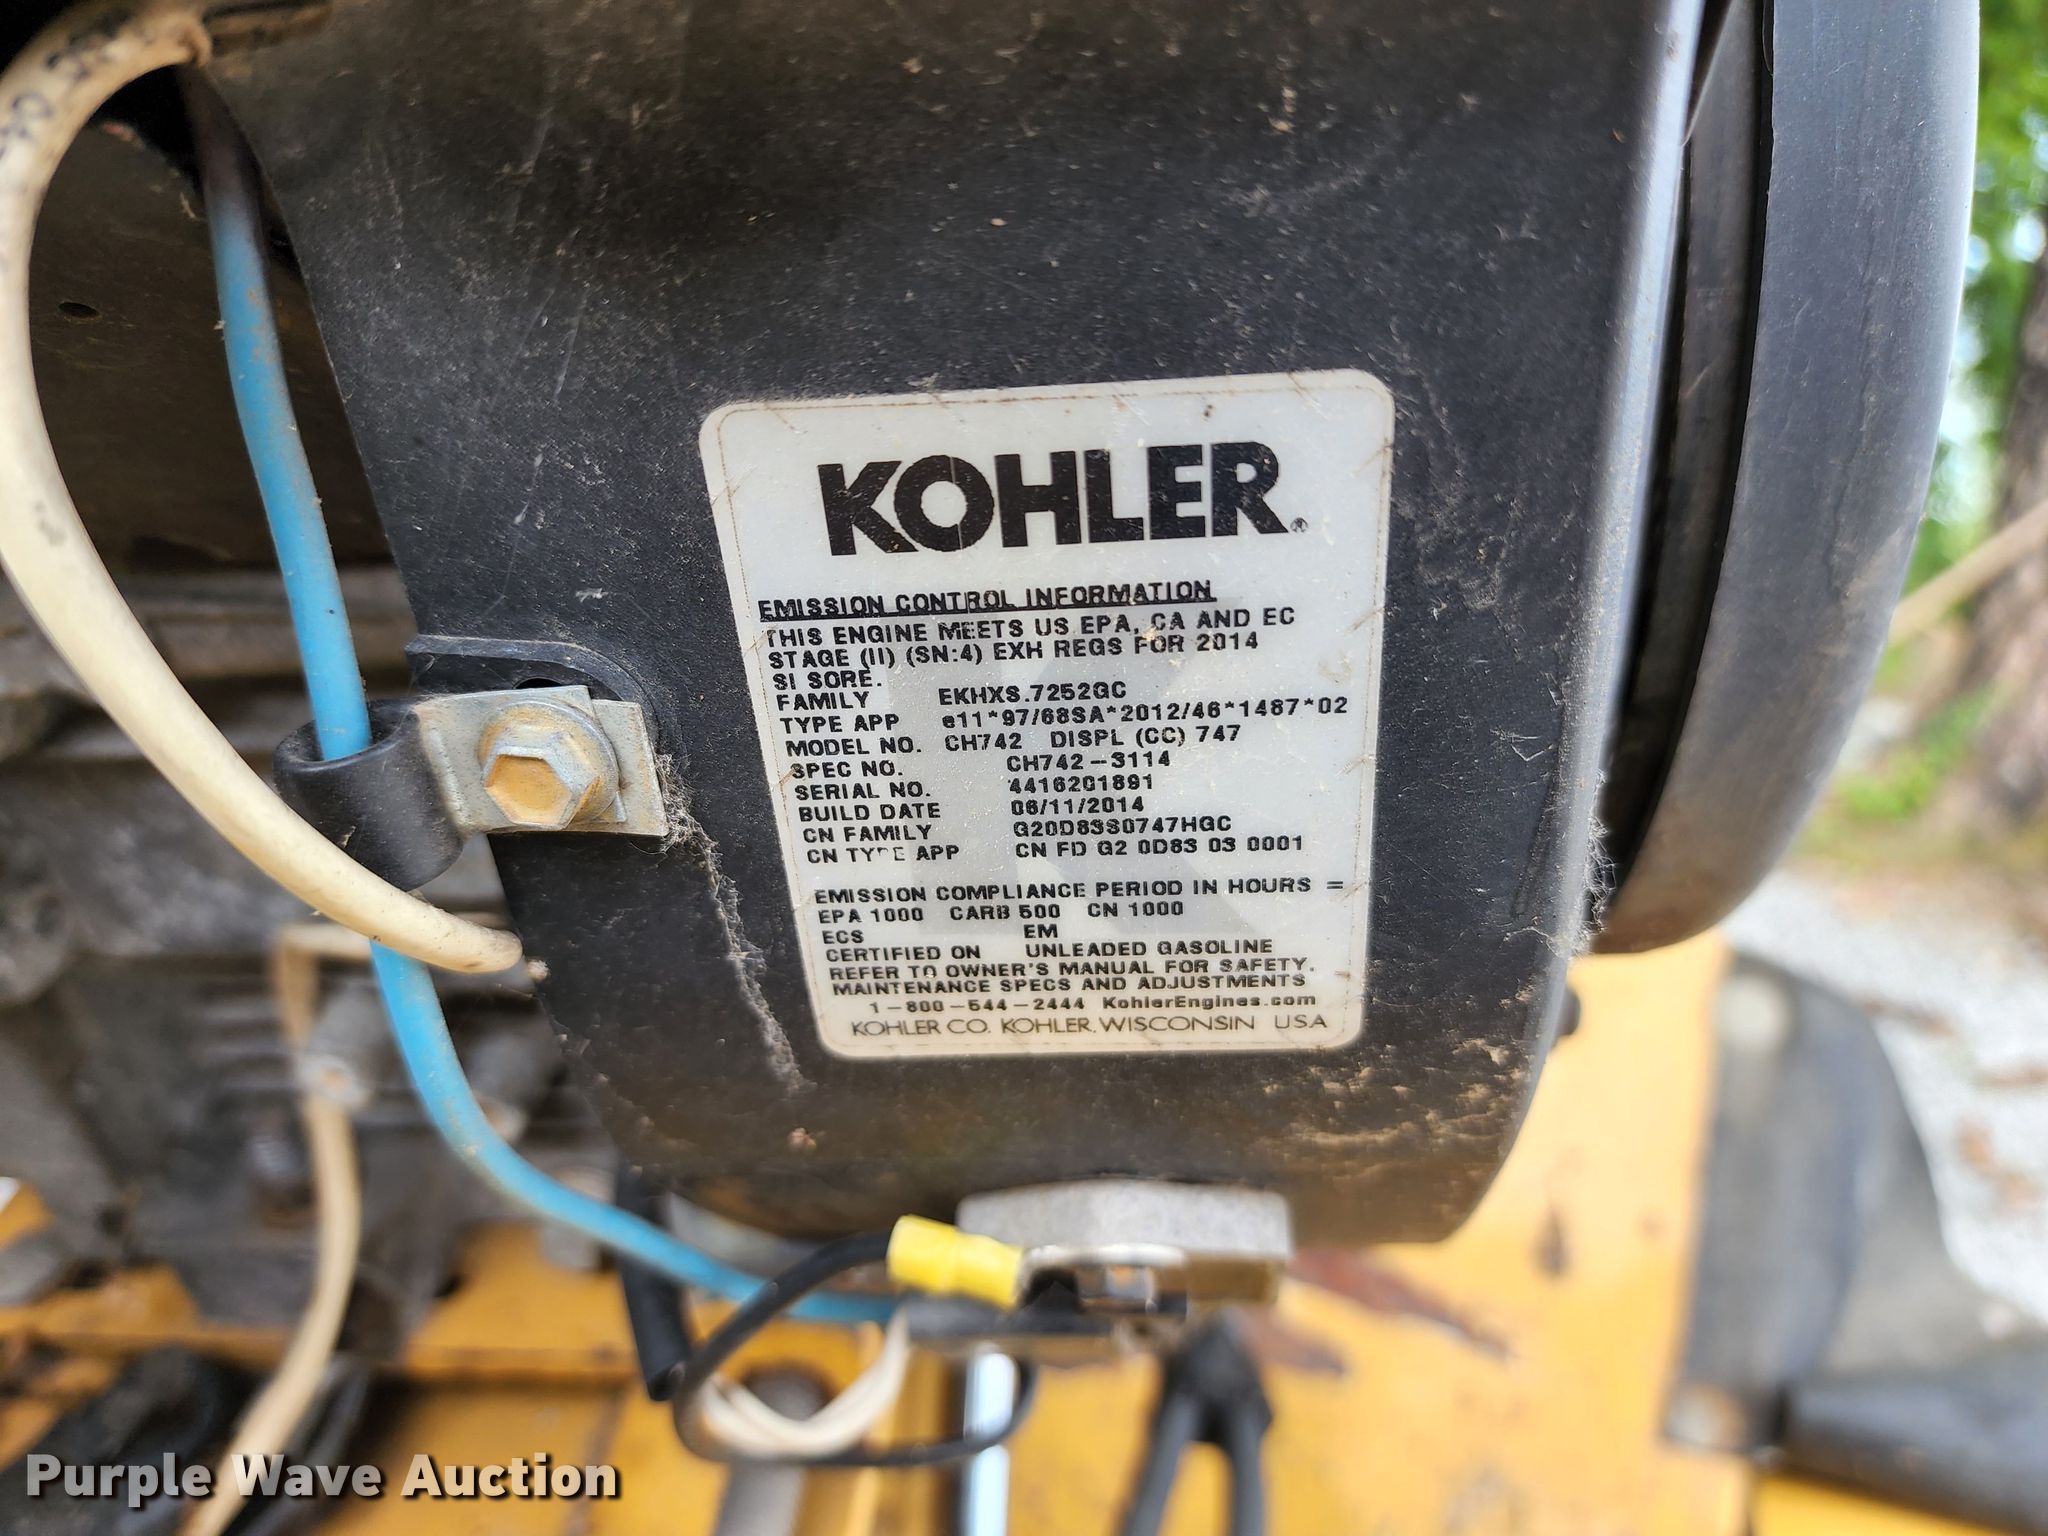 KOHLER®
EMISSION CONTROL INFORMATION
THIS ENGINE MEETS US EPA, CA AND EC
STAGE (II) (SN:4) EXH REGS FOR 2014
SI SORE.
FAMILY EKHXS.7252GC
TYPE APP e11*97/68SA*2012/46*1487*02
MODEL NO. CH742 DISPL (CC) 747
SPEC NO. CH742-3114
SERIAL NO. 4416201891
BUILD DATE 06/11/2014
CN FAMILY G20D83S0747HGC
CN TYPE APP CN FD G2 0D83 03 0001
EMISSION COMPLIANCE PERIOD IN HOURS =
EPA 1000 CARB 500 CN 1000
ECS EM
CERTIFIED ON UNLEADED GASOLINE
REFER TO OWNER'S MANUAL FOR SAFETY,
MAINTENANCE SPECS AND ADJUSTMENTS
1-800-544-2444 KohlerEngines.com
KOHLER CO. KOHLER, WISCONSIN USA
Purple Wave Auction